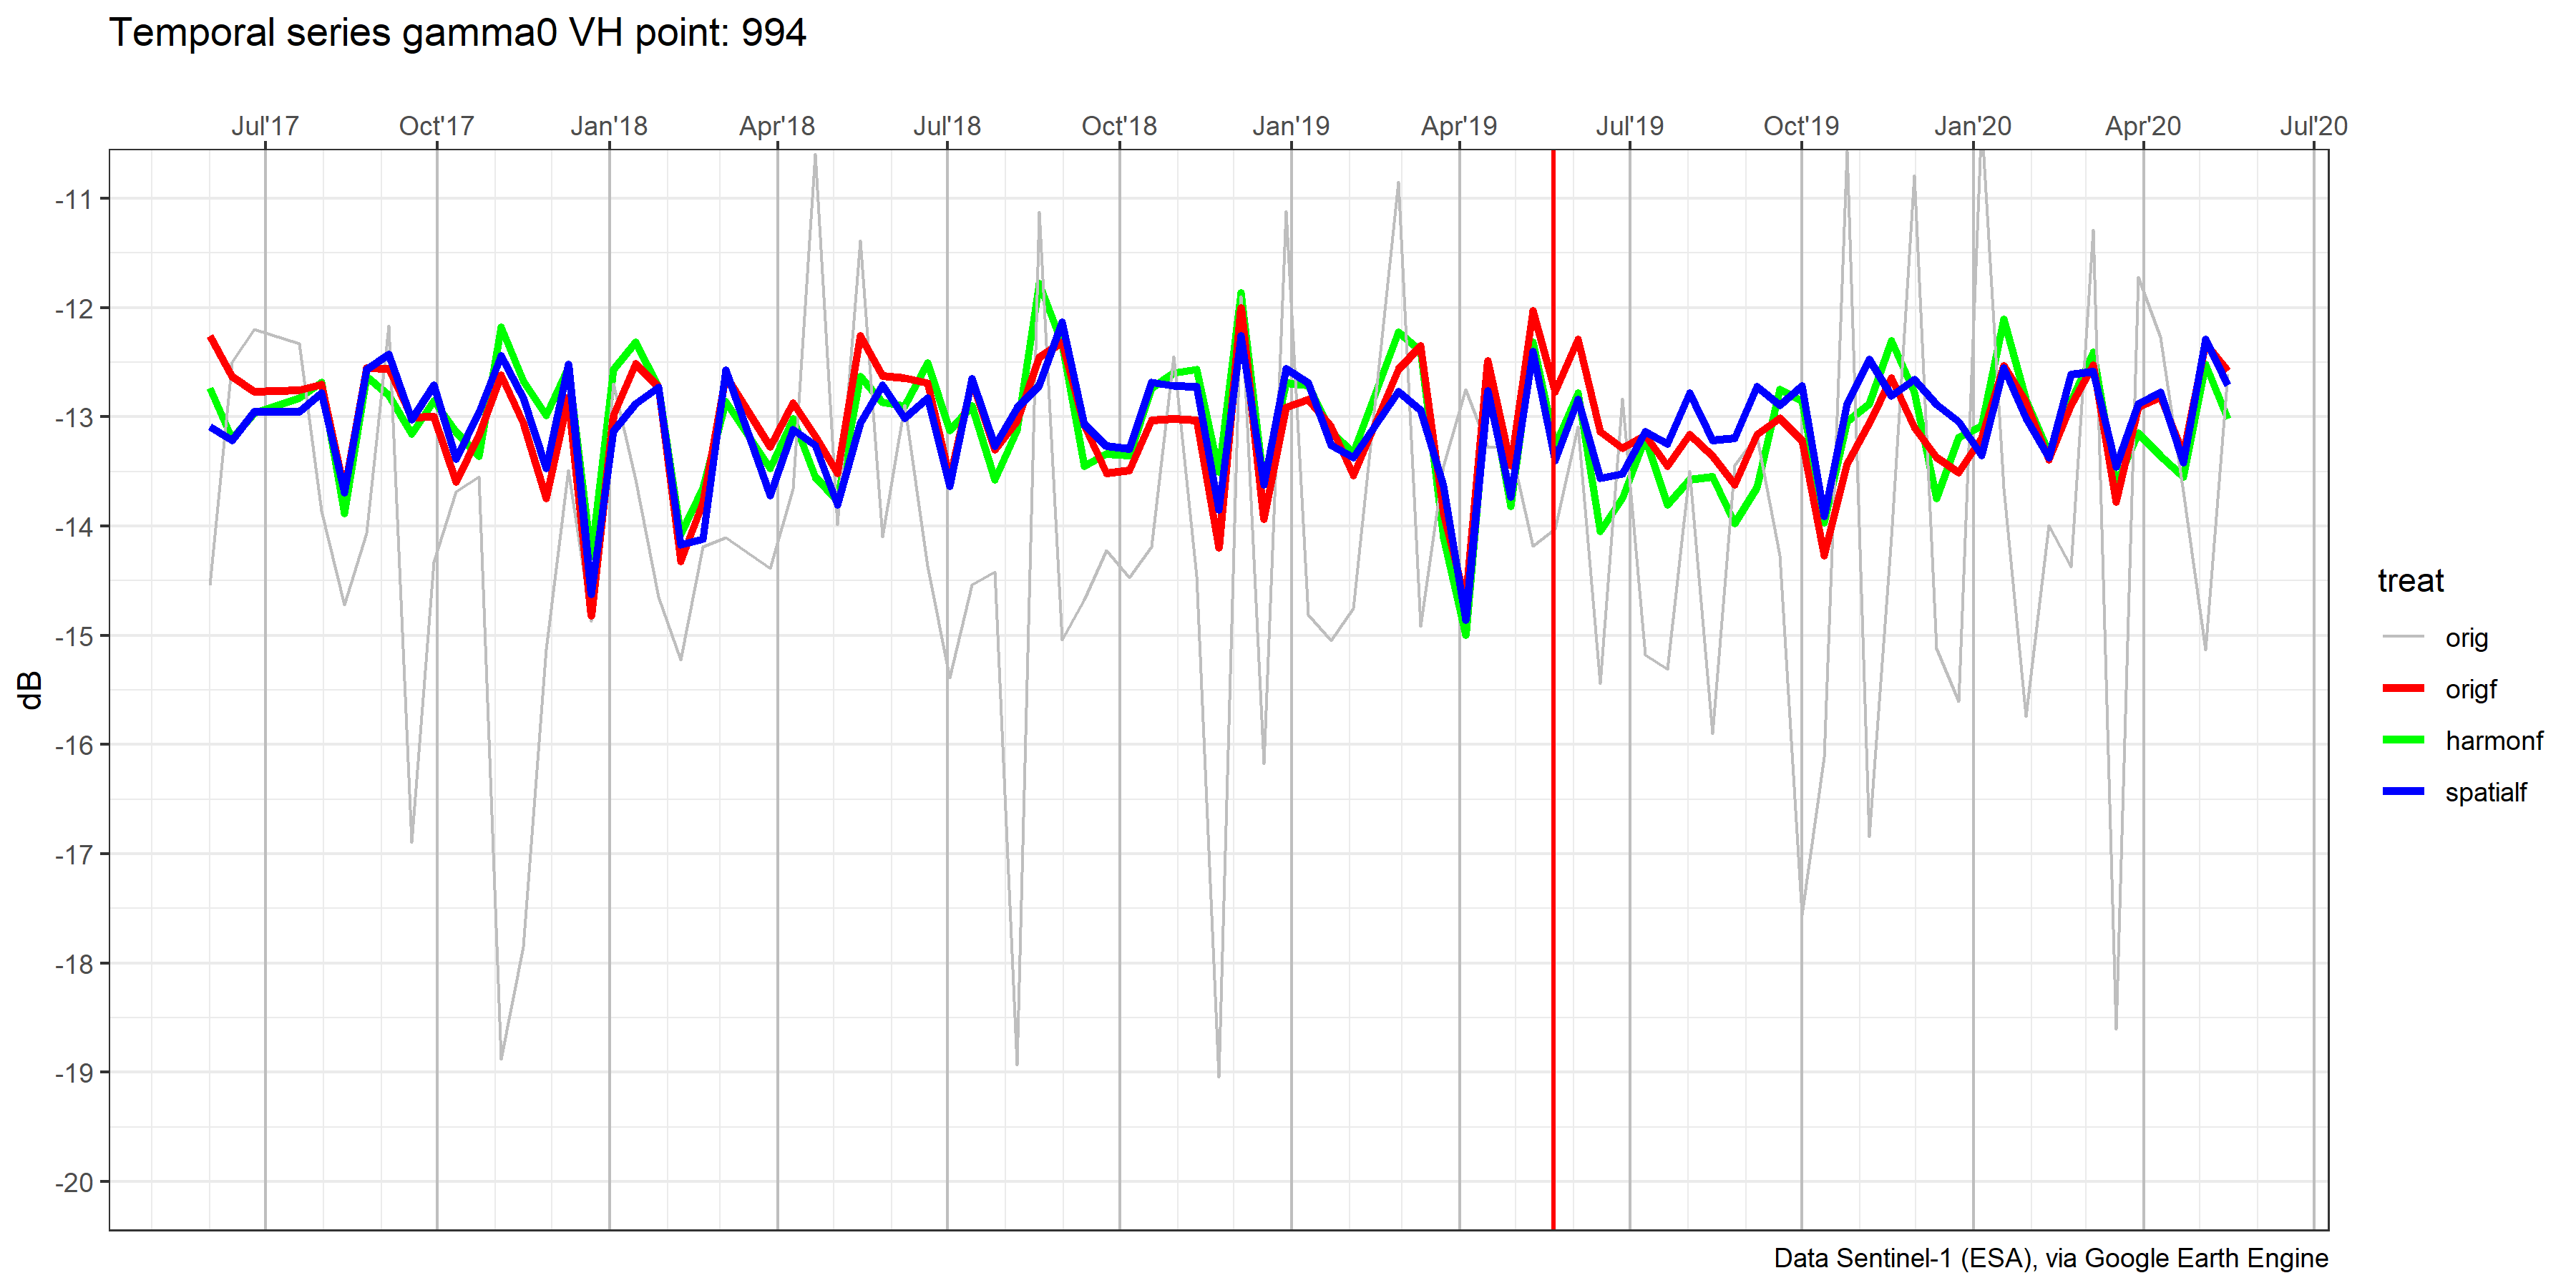 Temporal series gamma0 VH point: 994
Jul'17 Oct'17 Jan'18 Apr'18 Jul'18 Oct'18 Jan'19 Apr'19 Jul'19 Oct'19 Jan'20 Apr'20 Jul'20
-11
-12
-13
-14
-15
-16
-17
-18
-19
-20
dB
treat
orig
origf
harmonf
spatialf
Data Sentinel-1 (ESA), via Google Earth Engine